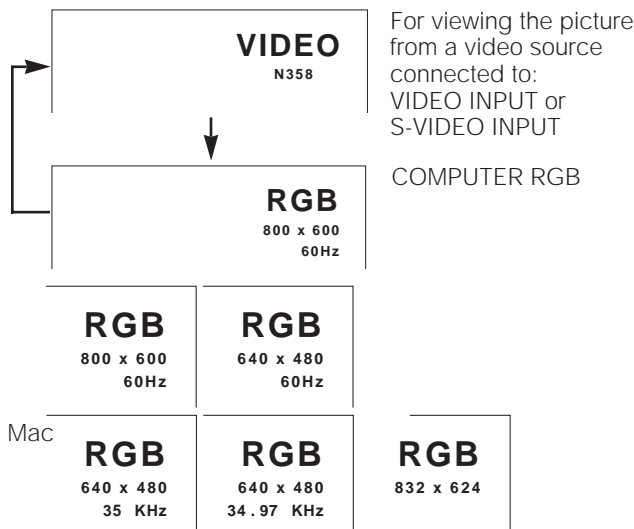 VIDEO
N358
For viewing the picture
from a video source
connected to:
VIDEO INPUT or
S-VIDEO INPUT
RGB
800 x 600
60Hz
COMPUTER RGB
RGB
800 x 600
60Hz
RGB
640 x 480
60Hz
Mac
RGB
640 x 480
35 KHz
RGB
640 x 480
34.97 KHz
RGB
832 x 624